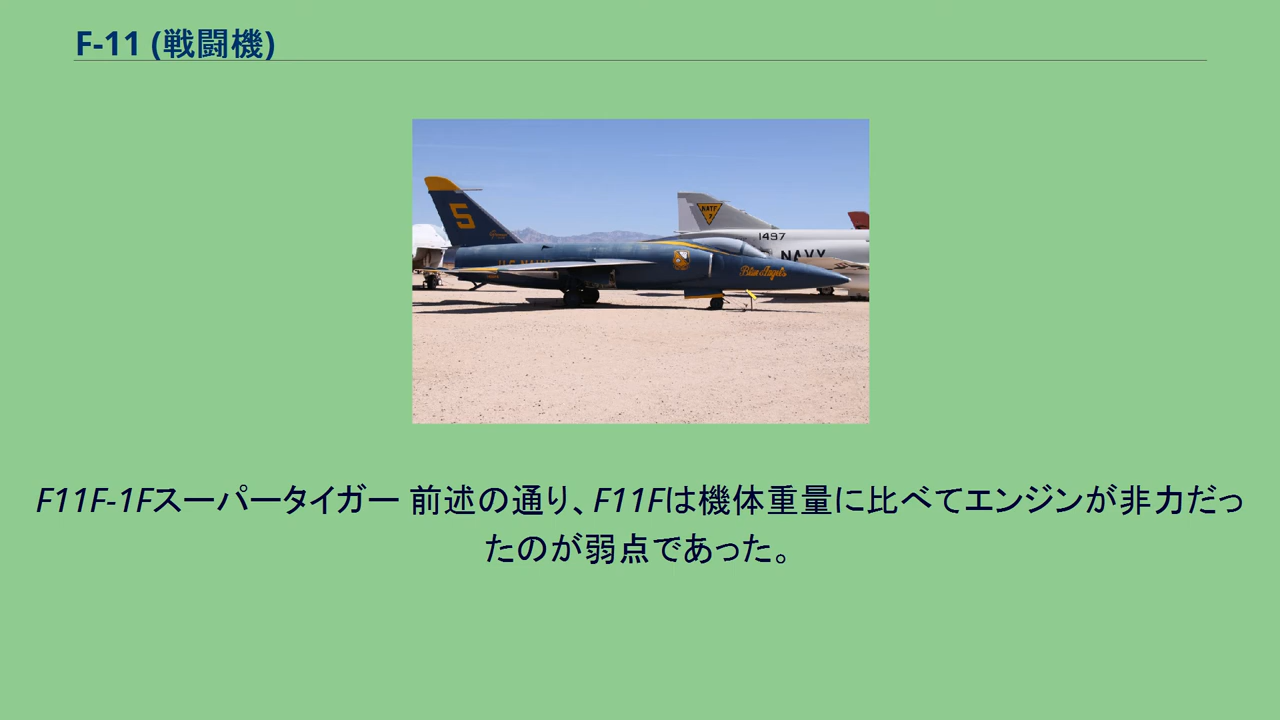 F-11 (戦闘機)
5
NATF
7
1497
NAVY
U.S. NAVY
Blue Angels
F11F-1Fスーパータイガー 前述の通り、F11Fは機体重量に比べてエンジンが非力だっ
たのが弱点であった。